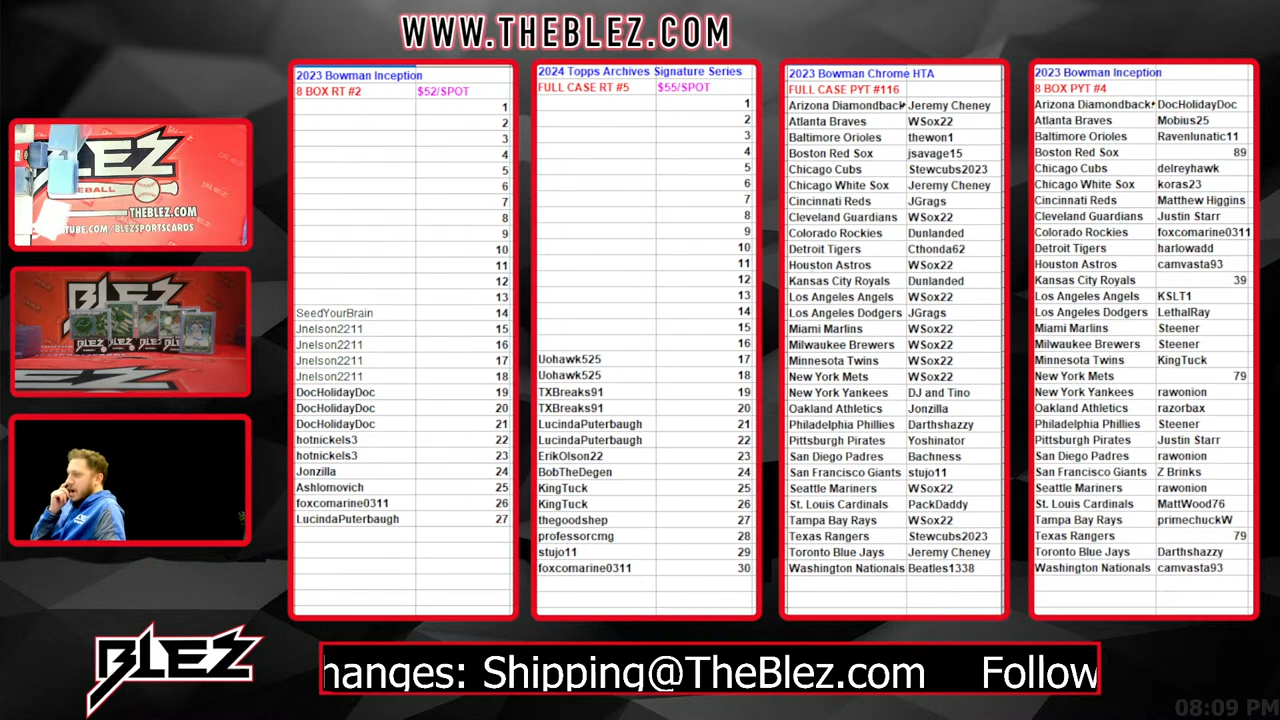 WWW.THEBLEZ.COM
2023 Bowman Inception
8 BOX RT #2 $52/SPOT
1
2
3
4
5
6
7
8
9
10
11
12
13
SeedYourBrain 14
Jnelson2211 15
Jnelson2211 16
Jnelson2211 17
Jnelson2211 18
DocHolidayDoc 19
DocHolidayDoc 20
DocHolidayDoc 21
hotnickels3 22
hotnickels3 23
Jonzilla 24
Ashlomovich 25
foxcomarine0311 26
LucindaPuterbaugh 27
2024 Topps Archives Signature Series
FULL CASE RT #5 $55/SPOT
1
2
3
4
5
6
7
8
9
10
11
12
13
14
15
16
Uohawk525 17
Uohawk525 18
TXBreaks91 19
TXBreaks91 20
LucindaPuterbaugh 21
LucindaPuterbaugh 22
ErikOlson22 23
BobTheDegen 24
KingTuck 25
KingTuck 26
thegoodshep 27
professorcmg 28
stujo11 29
foxcomarine0311 30
2023 Bowman Chrome HTA
FULL CASE PYT #116
Arizona Diamondback Jeremy Cheney
Atlanta Braves WSox22
Baltimore Orioles thewon1
Boston Red Sox jsavage15
Chicago Cubs Stewcubs2023
Chicago White Sox Jeremy Cheney
Cincinnati Reds JGrags
Cleveland Guardians WSox22
Colorado Rockies Dunlanded
Detroit Tigers Cthonda62
Houston Astros WSox22
Kansas City Royals Dunlanded
Los Angeles Angels WSox22
Los Angeles Dodgers JGrags
Miami Marlins WSox22
Milwaukee Brewers WSox22
Minnesota Twins WSox22
New York Mets WSox22
New York Yankees DJ and Tino
Oakland Athletics Jonzilla
Philadelphia Phillies Darthshazzy
Pittsburgh Pirates Yoshinator
San Diego Padres Bachness
San Francisco Giants stujo11
Seattle Mariners WSox22
St. Louis Cardinals PackDaddy
Tampa Bay Rays WSox22
Texas Rangers Stewcubs2023
Toronto Blue Jays Jeremy Cheney
Washington Nationals Beatles1338
2023 Bowman Inception
8 BOX PYT #4
Arizona Diamondback DocHolidayDoc
Atlanta Braves Mobius25
Baltimore Orioles Ravenlunatic11
Boston Red Sox 89
Chicago Cubs delreyhawk
Chicago White Sox koras23
Cincinnati Reds Matthew Higgins
Cleveland Guardians Justin Starr
Colorado Rockies foxcomarine0311
Detroit Tigers harlowadd
Houston Astros camvasta93
Kansas City Royals 39
Los Angeles Angels KSLT1
Los Angeles Dodgers LethalRay
Miami Marlins Steener
Milwaukee Brewers Steener
Minnesota Twins KingTuck
New York Mets 79
New York Yankees rawonion
Oakland Athletics razorbax
Philadelphia Phillies Steener
Pittsburgh Pirates Justin Starr
San Diego Padres rawonion
San Francisco Giants Z Brinks
Seattle Mariners rawonion
St. Louis Cardinals MattWood76
Tampa Bay Rays primechuckW
Texas Rangers 79
Toronto Blue Jays Darthshazzy
Washington Nationals camvasta93
BLEZ
THEBLEZ.COM
BLEZ
BLEZ
hanges: Shipping@TheBlez.com Follow
08:09 PM